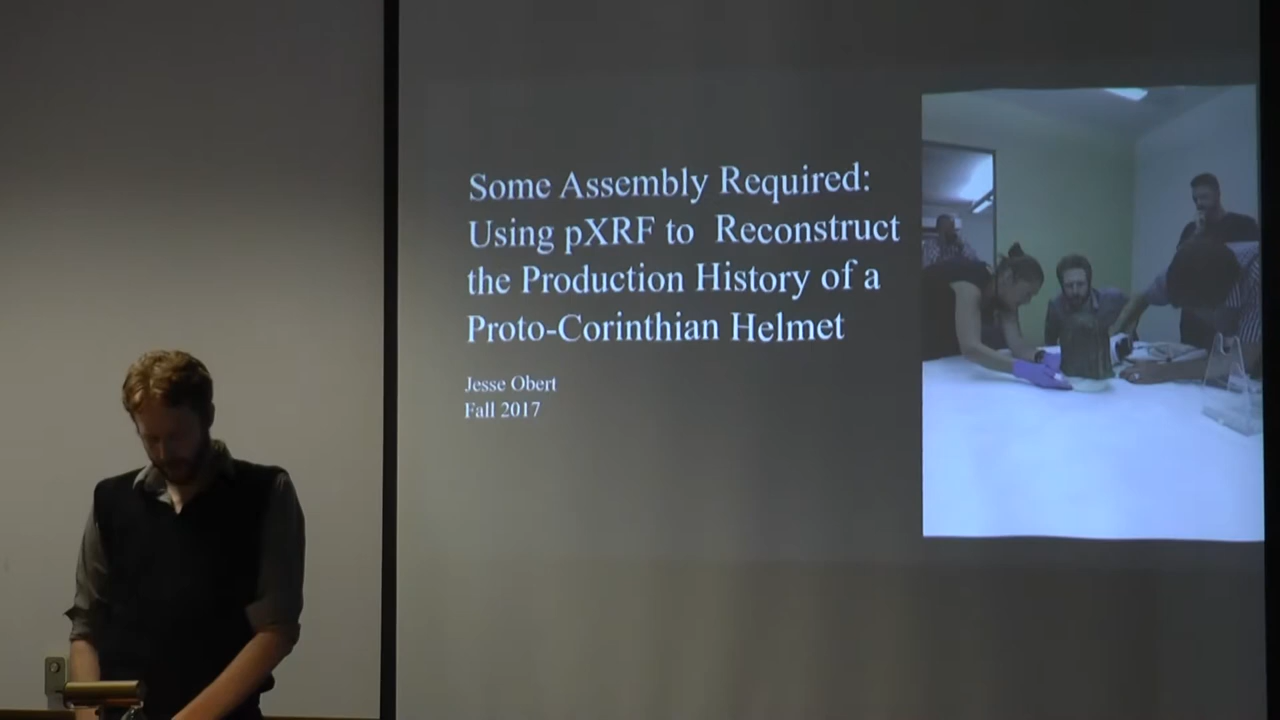 Some Assembly Required:
Using pXRF to Reconstruct
the Production History of a
Proto-Corinthian Helmet
Jesse Obert
Fall 2017